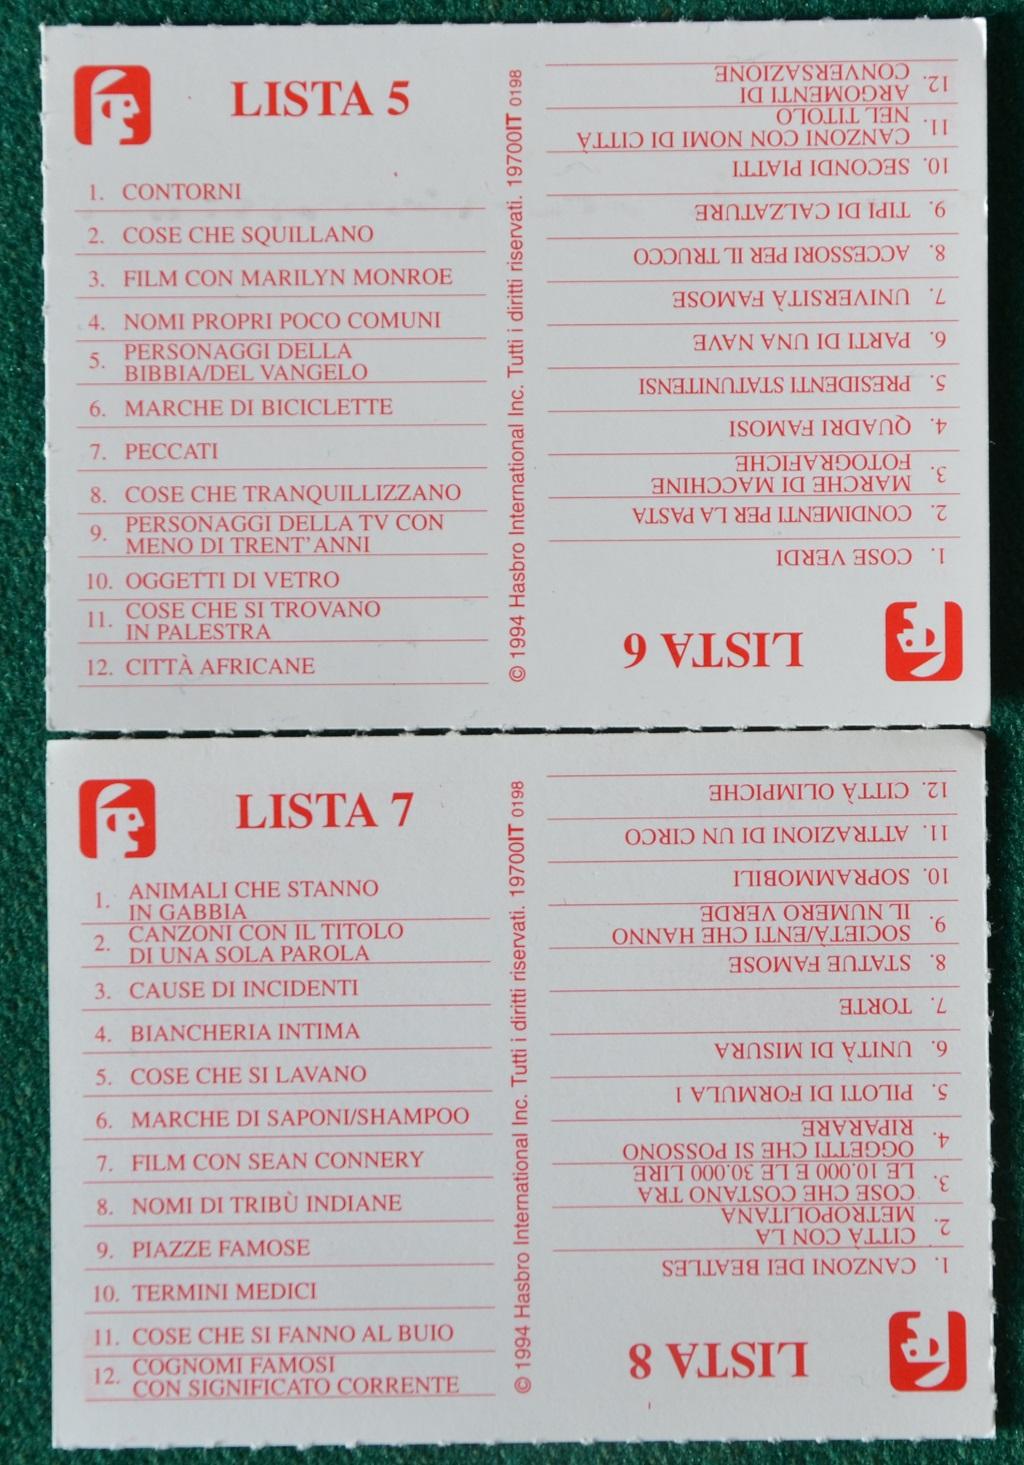 LISTA 5
1. CONTORNI
2. COSE CHE SQUILLANO
3. FILM CON MARILYN MONROE
4. NOMI PROPRI POCO COMUNI
5. PERSONAGGI DELLA
BIBBIA/DEL VANGELO
6. MARCHE DI BICICLETTE
7. PECCATI
8. COSE CHE TRANQUILLIZZANO
9. PERSONAGGI DELLA TV CON
MENO DI TRENT'ANNI
10. OGGETTI DI VETRO
11. COSE CHE SI TROVANO
IN PALESTRA
12. CITTÀ AFRICANE
© 1994 Hasbro International Inc. Tutti i diritti riservati. 19700IT 0198
LISTA 6
1. COSE VERDI
2. CONDIMENTI PER LA PASTA
3. MARCHE DI MACCHINE
FOTOGRAFICHE
4. QUADRI FAMOSI
5. PRESIDENTI STATUNITENSI
6. PARTI DI UNA NAVE
7. UNIVERSITÀ FAMOSE
8. ACCESSORI PER IL TRUCCO
9. TIPI DI CALZATURE
10. SECONDI PIATTI
11. CANZONI CON NOMI DI CITTÀ
NEL TITOLO
12. ARGOMENTI DI
CONVERSAZIONE
LISTA 7
1. ANIMALI CHE STANNO
IN GABBIA
2. CANZONI CON IL TITOLO
DI UNA SOLA PAROLA
3. CAUSE DI INCIDENTI
4. BIANCHERIA INTIMA
5. COSE CHE SI LAVANO
6. MARCHE DI SAPONI/SHAMPOO
7. FILM CON SEAN CONNERY
8. NOMI DI TRIBÙ INDIANE
9. PIAZZE FAMOSE
10. TERMINI MEDICI
11. COSE CHE SI FANNO AL BUIO
12. COGNOMI FAMOSI
CON SIGNIFICATO CORRENTE
© 1994 Hasbro International Inc. Tutti i diritti riservati. 19700IT 0198
LISTA 8
1. CANZONI DEI BEATLES
2. CITTÀ CON LA
METROPOLITANA
3. COSE CHE COSTANO TRA
LE 10.000 E LE 30.000 LIRE
4. OGGETTI CHE SI POSSONO
RIPARARE
5. PILOTI DI FORMULA 1
6. UNITÀ DI MISURA
7. TORTE
8. STATUE FAMOSE
9. SOCIETÀ/ENTI CHE HANNO
IL NUMERO VERDE
10. SOPRAMMOBILI
11. ATTRAZIONI DI UN CIRCO
12. CITTÀ OLIMPICHE